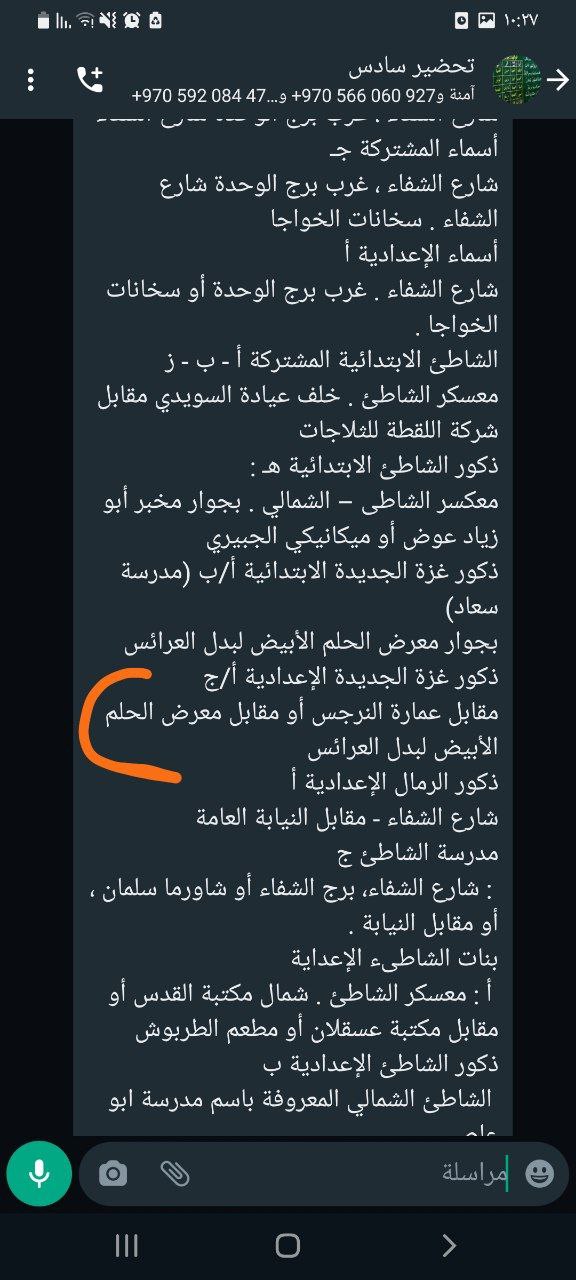 ١٠:٢٧
تحضير سادس
آمنة و927 060 566 970+ و...47 084 592 970+
أسماء المشتركة جـ
شارع الشفاء ، غرب برج الوحدة شارع
الشفاء . سخانات الخواجا
أسماء الإعدادية أ
شارع الشفاء . غرب برج الوحدة أو سخانات
الخواجا .
الشاطئ الابتدائية المشتركة أ - ب - ز
معسكر الشاطئ . خلف عيادة السويدي مقابل
شركة اللقطة للثلاجات
ذكور الشاطئ الابتدائية هـ :
معكسر الشاطى – الشمالي . بجوار مخبر أبو
زياد عوض أو ميكانيكي الجبيري
ذكور غزة الجديدة الابتدائية أ/ب (مدرسة
سعاد)
بجوار معرض الحلم الأبيض لبدل العرائس
ذكور غزة الجديدة الإعدادية أ/ج
مقابل عمارة النرجس أو مقابل معرض الحلم
الأبيض لبدل العرائس
ذكور الرمال الإعدادية أ
شارع الشفاء - مقابل النيابة العامة
مدرسة الشاطئ ج
: شارع الشفاء، برج الشفاء أو شاورما سلمان ،
أو مقابل النيابة .
بنات الشاطىء الإعداية
أ : معسكر الشاطئ . شمال مكتبة القدس أو
مقابل مكتبة عسقلان أو مطعم الطربوش
ذكور الشاطئ الإعدادية ب
الشاطئ الشمالي المعروفة باسم مدرسة ابو
مراسلة